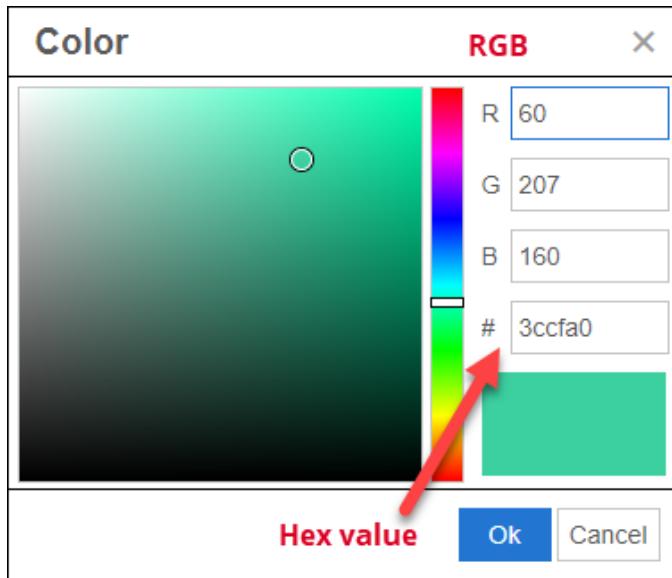 Color
RGB
×
R 60
G 207
B 160
# 3ccfa0
Hex value
Ok
Cancel